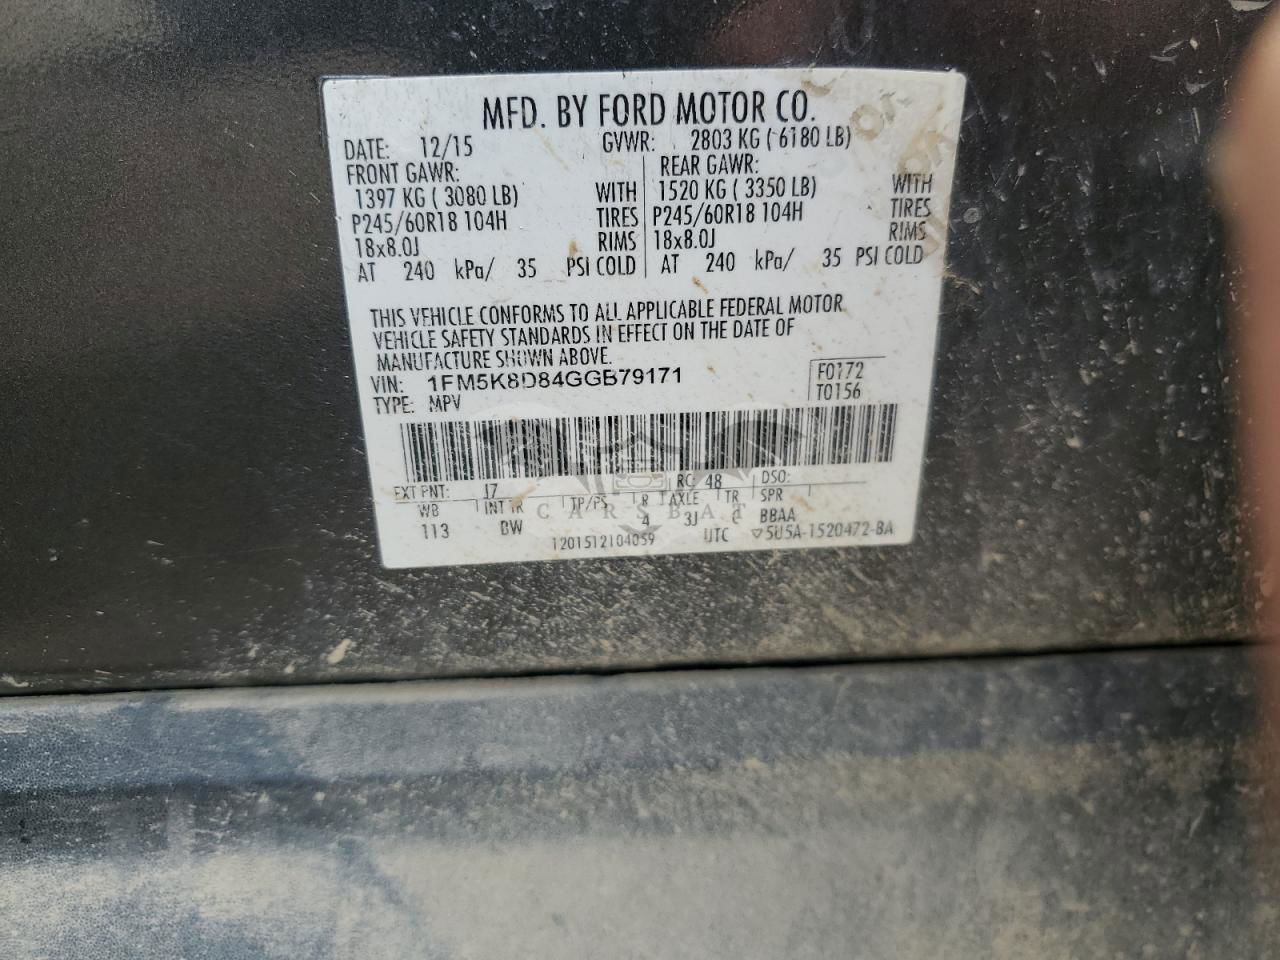 MFD. BY FORD MOTOR CO.
DATE: 12/15 GVWR: 2803 KG ( 6180 LB)
FRONT GAWR: REAR GAWR:
1397 KG ( 3080 LB) WITH 1520 KG ( 3350 LB) WITH
P245/60R18 104H TIRES P245/60R18 104H TIRES
18x8.0J RIMS 18x8.0J RIMS
AT 240 kPa/ 35 PSI COLD AT 240 kPa/ 35 PSI COLD
THIS VEHICLE CONFORMS TO ALL APPLICABLE FEDERAL MOTOR
VEHICLE SAFETY STANDARDS IN EFFECT ON THE DATE OF
MANUFACTURE SHOWN ABOVE.
VIN: 1FM5K8D84GGB79171 F0172
TYPE: MPV T0156
EXT PNT: J7 RC: 48 DSO:
WB INT TR TP/PS R AXLE TR SPR
113 BW 4 3J C BBAA
1201512104059 UTC ▽5U5A-1520472-BA
CARSBAT